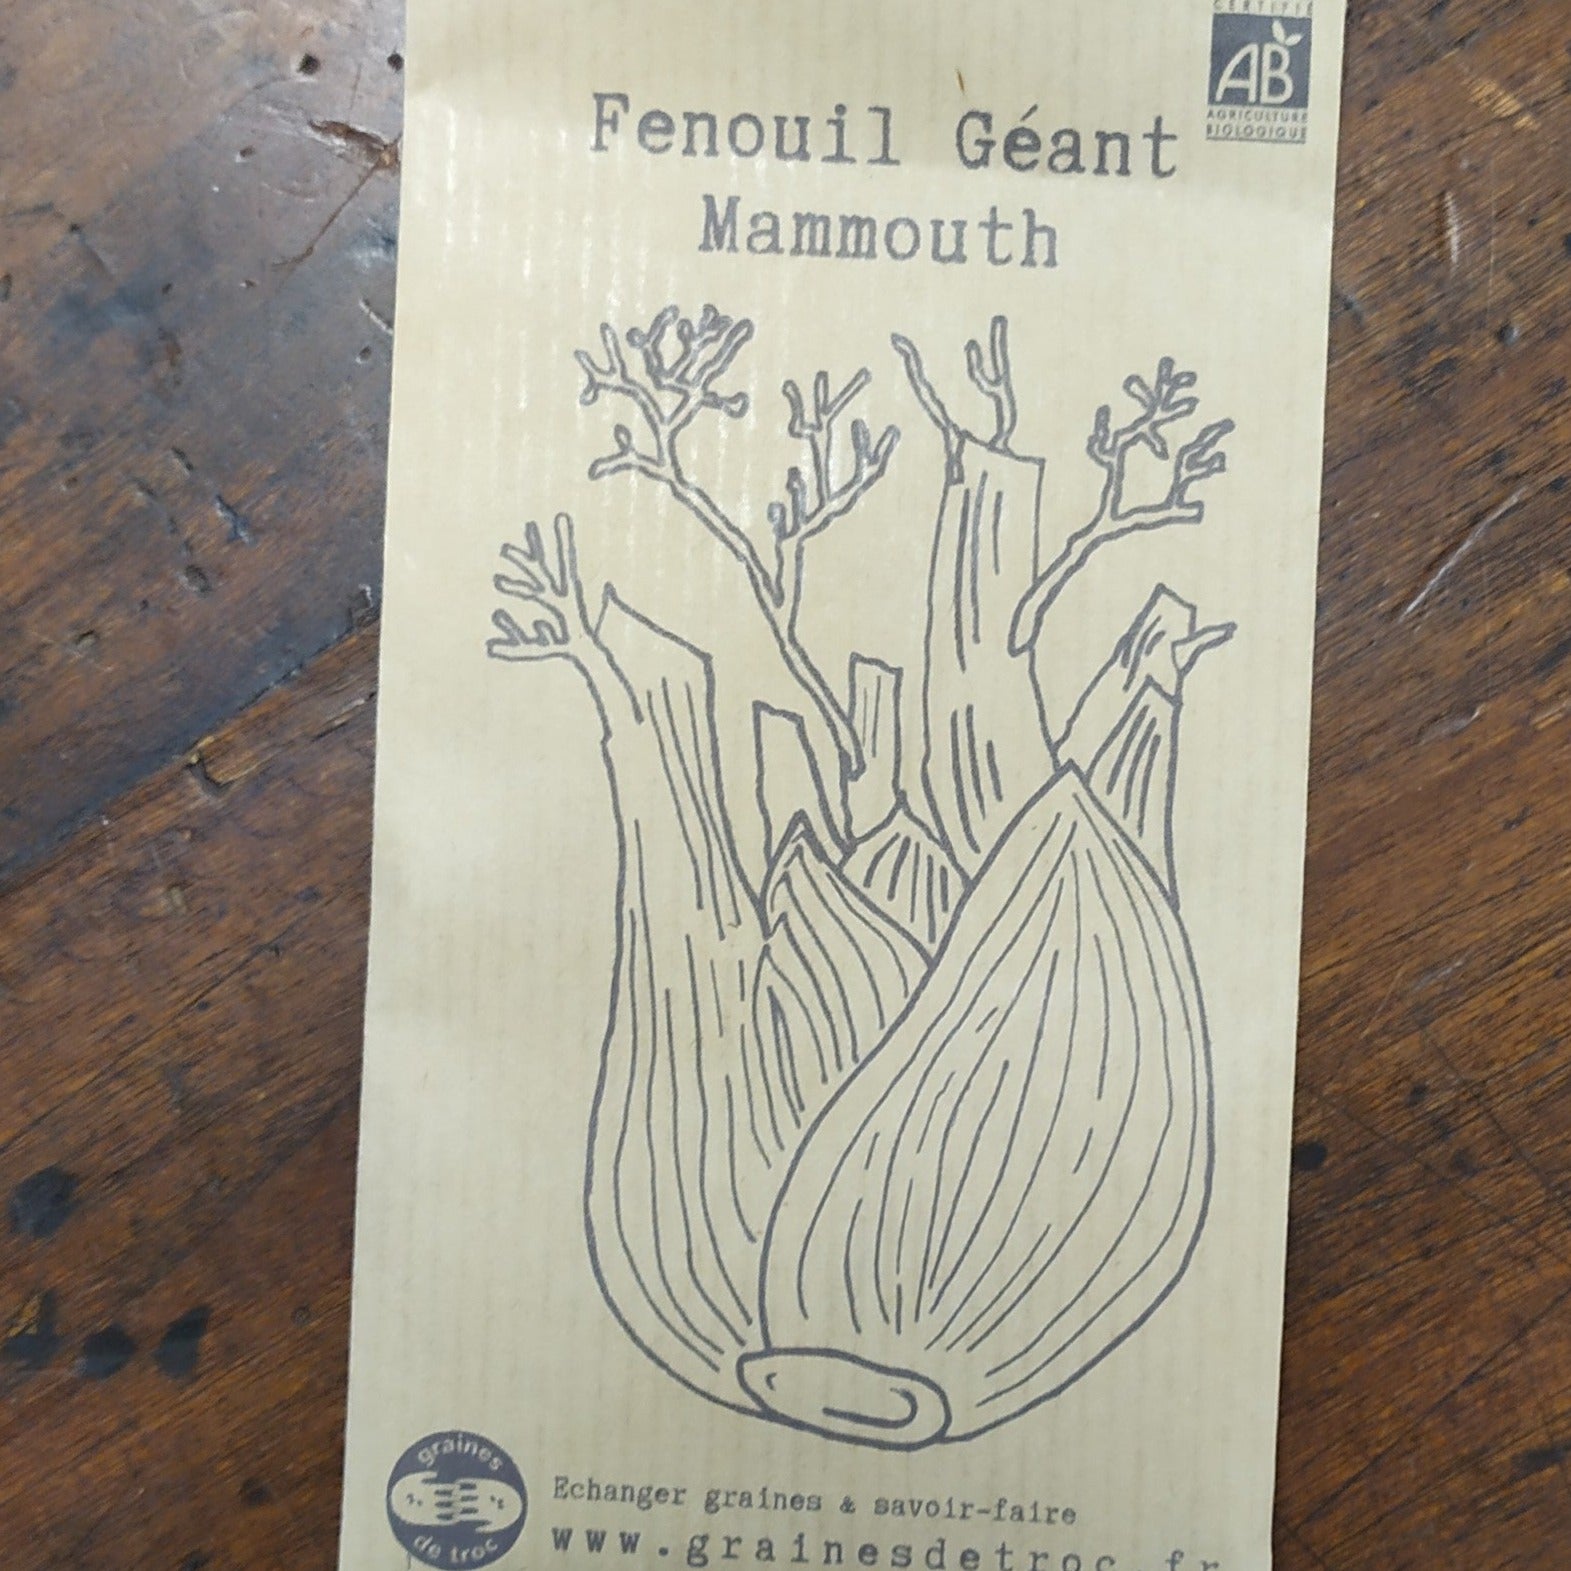 CERTIFIÉ
AB
AGRICULTURE
BIOLOGIQUE
Fenouil Géant
Mammouth
graines
de troc
Echanger graines & savoir-faire
www.grainesdetroc.fr